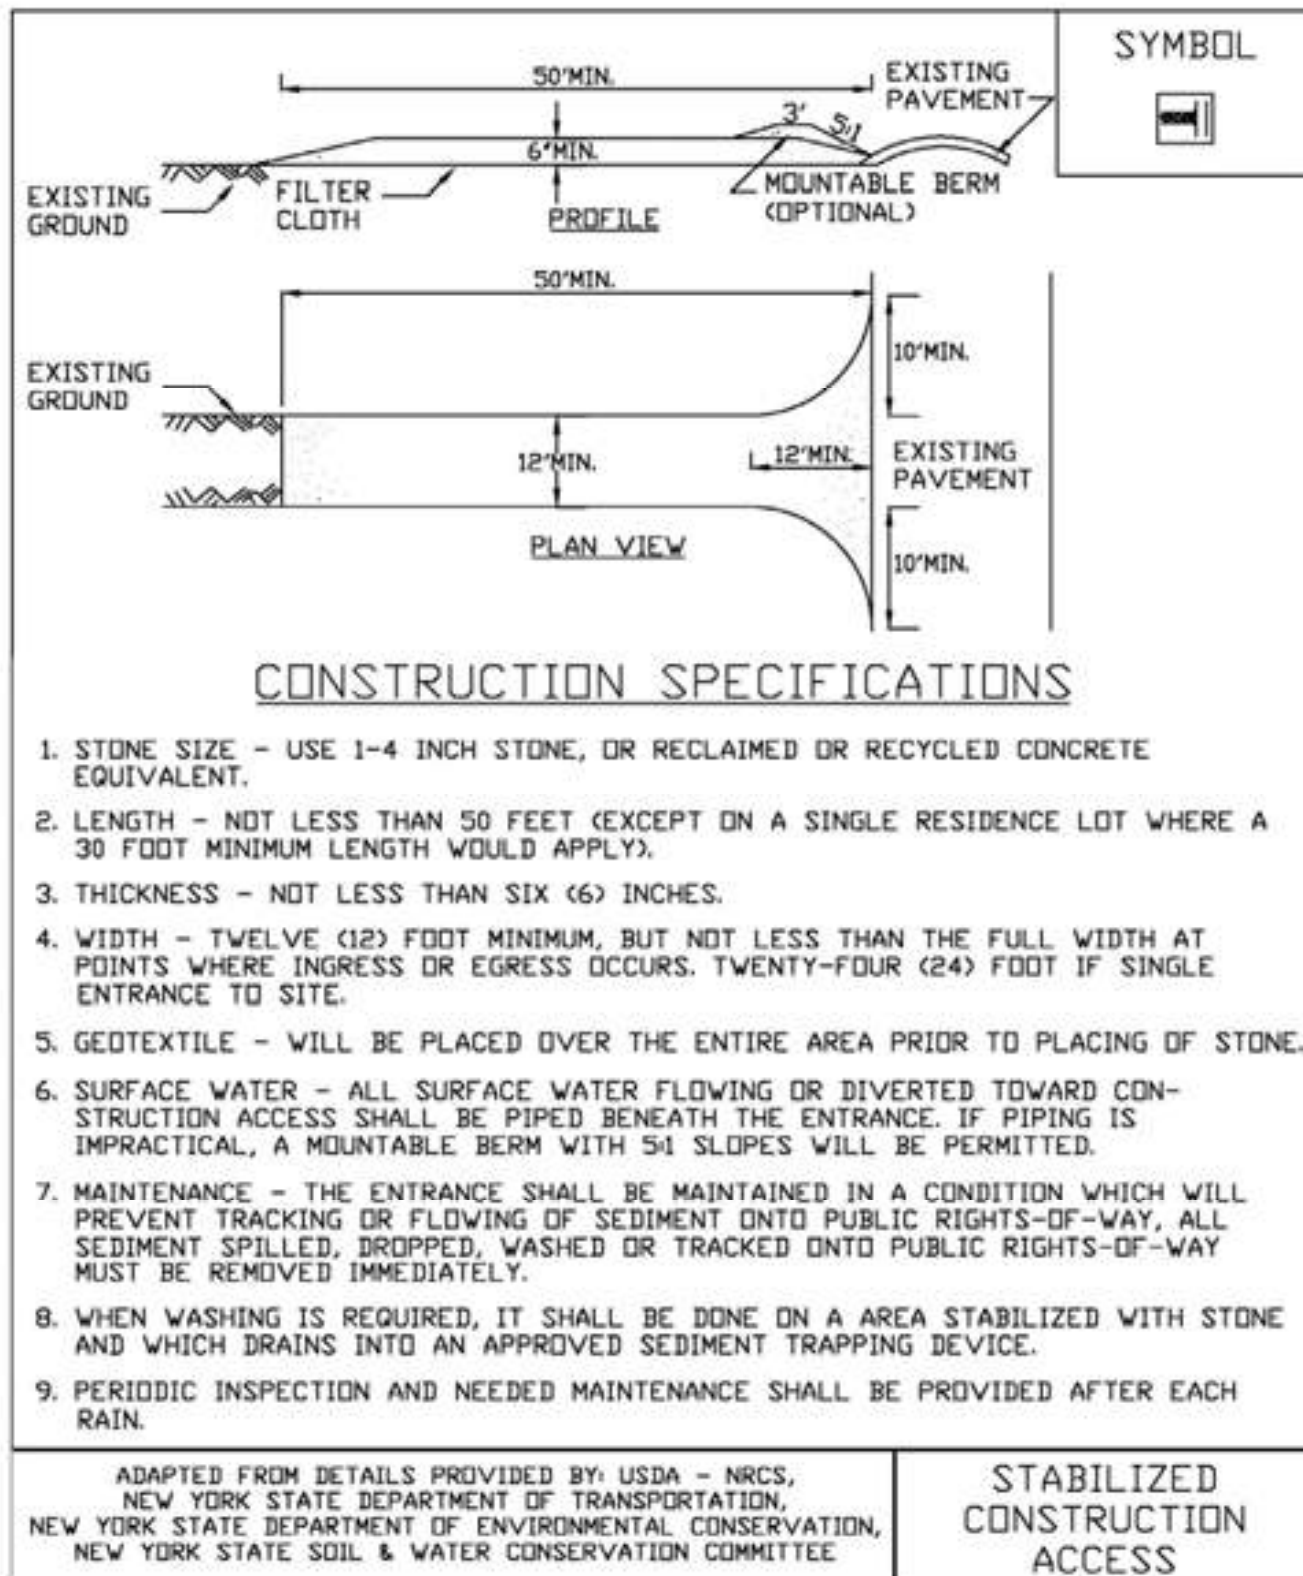 SYMBOL
50'MIN.
EXISTING
PAVEMENT
3'
5:1
6"MIN.
EXISTING
GROUND
FILTER
CLOTH
PROFILE
MOUNTABLE BERM
(OPTIONAL)
50'MIN.
10'MIN.
EXISTING
GROUND
12'MIN.
12'MIN.
EXISTING
PAVEMENT
PLAN VIEW
10'MIN.
CONSTRUCTION SPECIFICATIONS
1. STONE SIZE - USE 1-4 INCH STONE, OR RECLAIMED OR RECYCLED CONCRETE
EQUIVALENT.
2. LENGTH - NOT LESS THAN 50 FEET (EXCEPT ON A SINGLE RESIDENCE LOT WHERE A
30 FOOT MINIMUM LENGTH WOULD APPLY).
3. THICKNESS - NOT LESS THAN SIX (6) INCHES.
4. WIDTH - TWELVE (12) FOOT MINIMUM, BUT NOT LESS THAN THE FULL WIDTH AT
POINTS WHERE INGRESS OR EGRESS OCCURS. TWENTY-FOUR (24) FOOT IF SINGLE
ENTRANCE TO SITE.
5. GEOTEXTILE - WILL BE PLACED OVER THE ENTIRE AREA PRIOR TO PLACING OF STONE.
6. SURFACE WATER - ALL SURFACE WATER FLOWING OR DIVERTED TOWARD CON-
STRUCTION ACCESS SHALL BE PIPED BENEATH THE ENTRANCE. IF PIPING IS
IMPRACTICAL, A MOUNTABLE BERM WITH 5:1 SLOPES WILL BE PERMITTED.
7. MAINTENANCE - THE ENTRANCE SHALL BE MAINTAINED IN A CONDITION WHICH WILL
PREVENT TRACKING OR FLOWING OF SEDIMENT ONTO PUBLIC RIGHTS-OF-WAY, ALL
SEDIMENT SPILLED, DROPPED, WASHED OR TRACKED ONTO PUBLIC RIGHTS-OF-WAY
MUST BE REMOVED IMMEDIATELY.
8. WHEN WASHING IS REQUIRED, IT SHALL BE DONE ON A AREA STABILIZED WITH STONE
AND WHICH DRAINS INTO AN APPROVED SEDIMENT TRAPPING DEVICE.
9. PERIODIC INSPECTION AND NEEDED MAINTENANCE SHALL BE PROVIDED AFTER EACH
RAIN.
ADAPTED FROM DETAILS PROVIDED BY: USDA - NRCS,
NEW YORK STATE DEPARTMENT OF TRANSPORTATION,
NEW YORK STATE DEPARTMENT OF ENVIRONMENTAL CONSERVATION,
NEW YORK STATE SOIL & WATER CONSERVATION COMMITTEE
STABILIZED
CONSTRUCTION
ACCESS